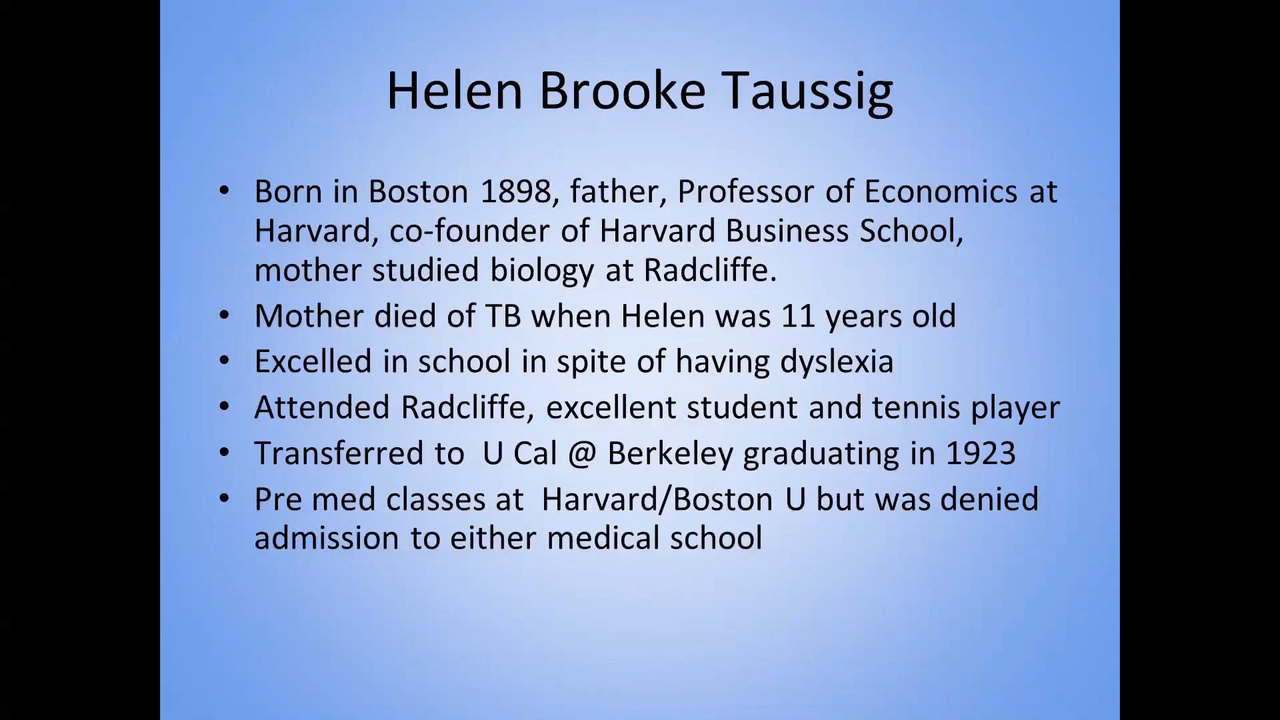 Helen Brooke Taussig
• Born in Boston 1898, father, Professor of Economics at
Harvard, co-founder of Harvard Business School,
mother studied biology at Radcliffe.
• Mother died of TB when Helen was 11 years old
• Excelled in school in spite of having dyslexia
• Attended Radcliffe, excellent student and tennis player
• Transferred to  U Cal @ Berkeley graduating in 1923
• Pre med classes at  Harvard/Boston U but was denied
admission to either medical school